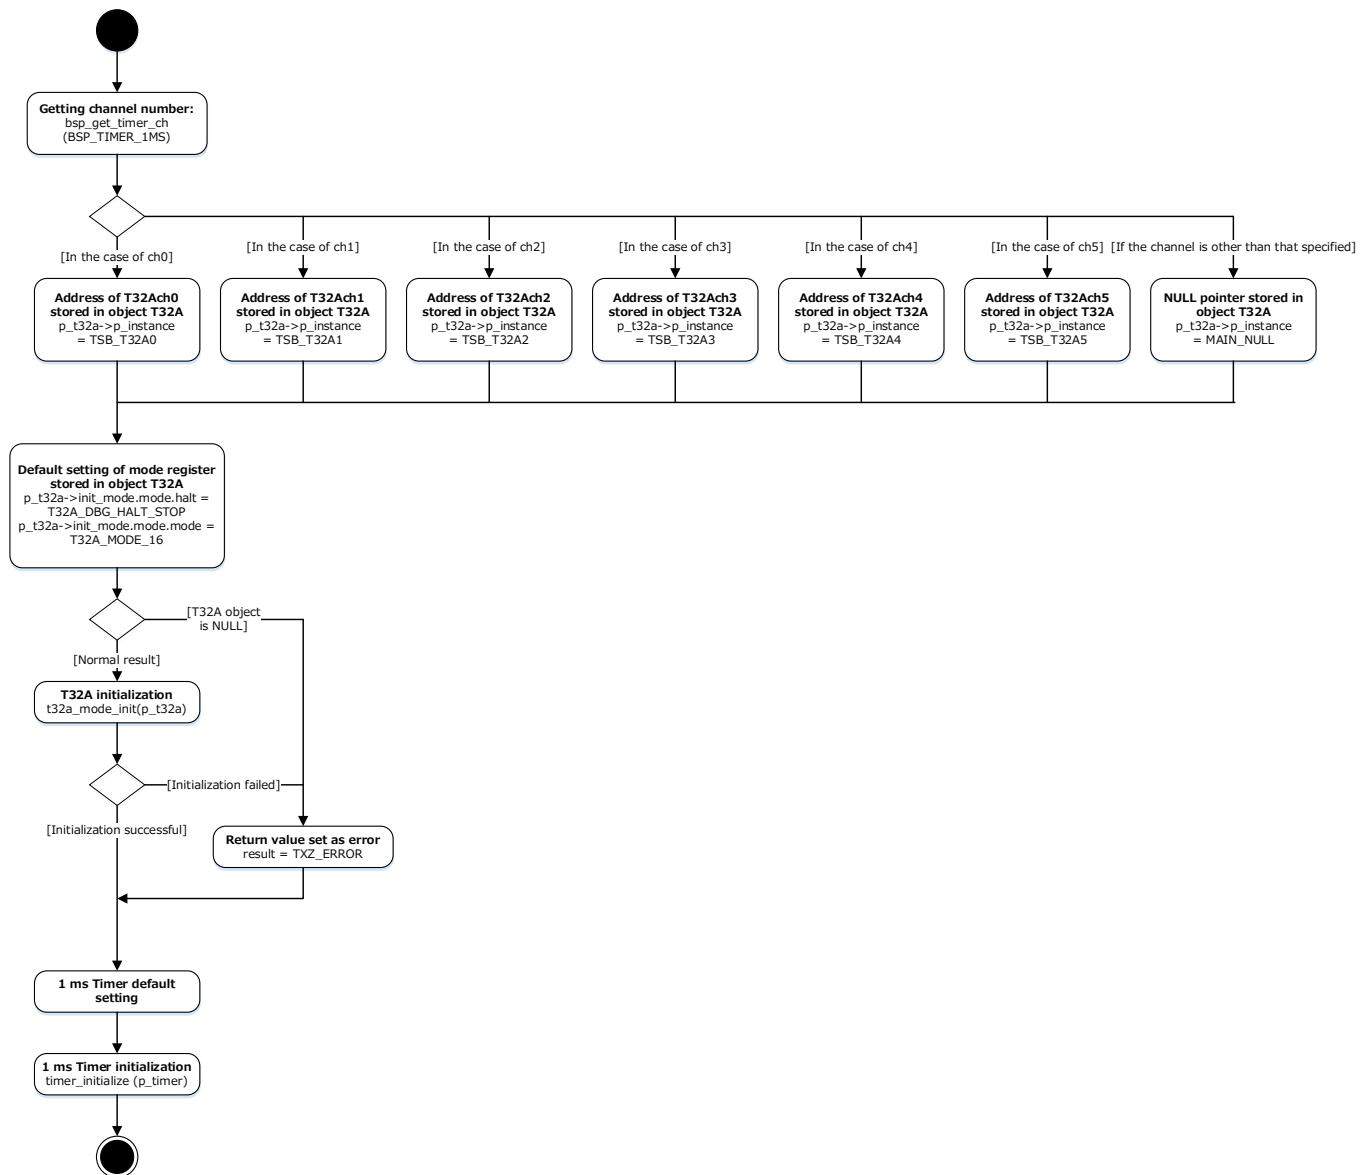 Getting channel number:
bsp_get_timer_ch
(BSP_TIMER_1MS)
[In the case of ch0]
[In the case of ch1]
[In the case of ch2]
[In the case of ch3]
[In the case of ch4]
[In the case of ch5]
[If the channel is other than that specified]
Address of T32Ach0
stored in object T32A
p_t32a->p_instance
= TSB_T32A0
Address of T32Ach1
stored in object T32A
p_t32a->p_instance
= TSB_T32A1
Address of T32Ach2
stored in object T32A
p_t32a->p_instance
= TSB_T32A2
Address of T32Ach3
stored in object T32A
p_t32a->p_instance
= TSB_T32A3
Address of T32Ach4
stored in object T32A
p_t32a->p_instance
= TSB_T32A4
Address of T32Ach5
stored in object T32A
p_t32a->p_instance
= TSB_T32A5
NULL pointer stored in
object T32A
p_t32a->p_instance
= MAIN_NULL
Default setting of mode register
stored in object T32A
p_t32a->init_mode.mode.halt =
T32A_DBG_HALT_STOP
p_t32a->init_mode.mode.mode =
T32A_MODE_16
[T32A object
is NULL]
[Normal result]
T32A initialization
t32a_mode_init(p_t32a)
[Initialization failed]
[Initialization successful]
Return value set as error
result = TXZ_ERROR
1 ms Timer default
setting
1 ms Timer initialization
timer_initialize (p_timer)